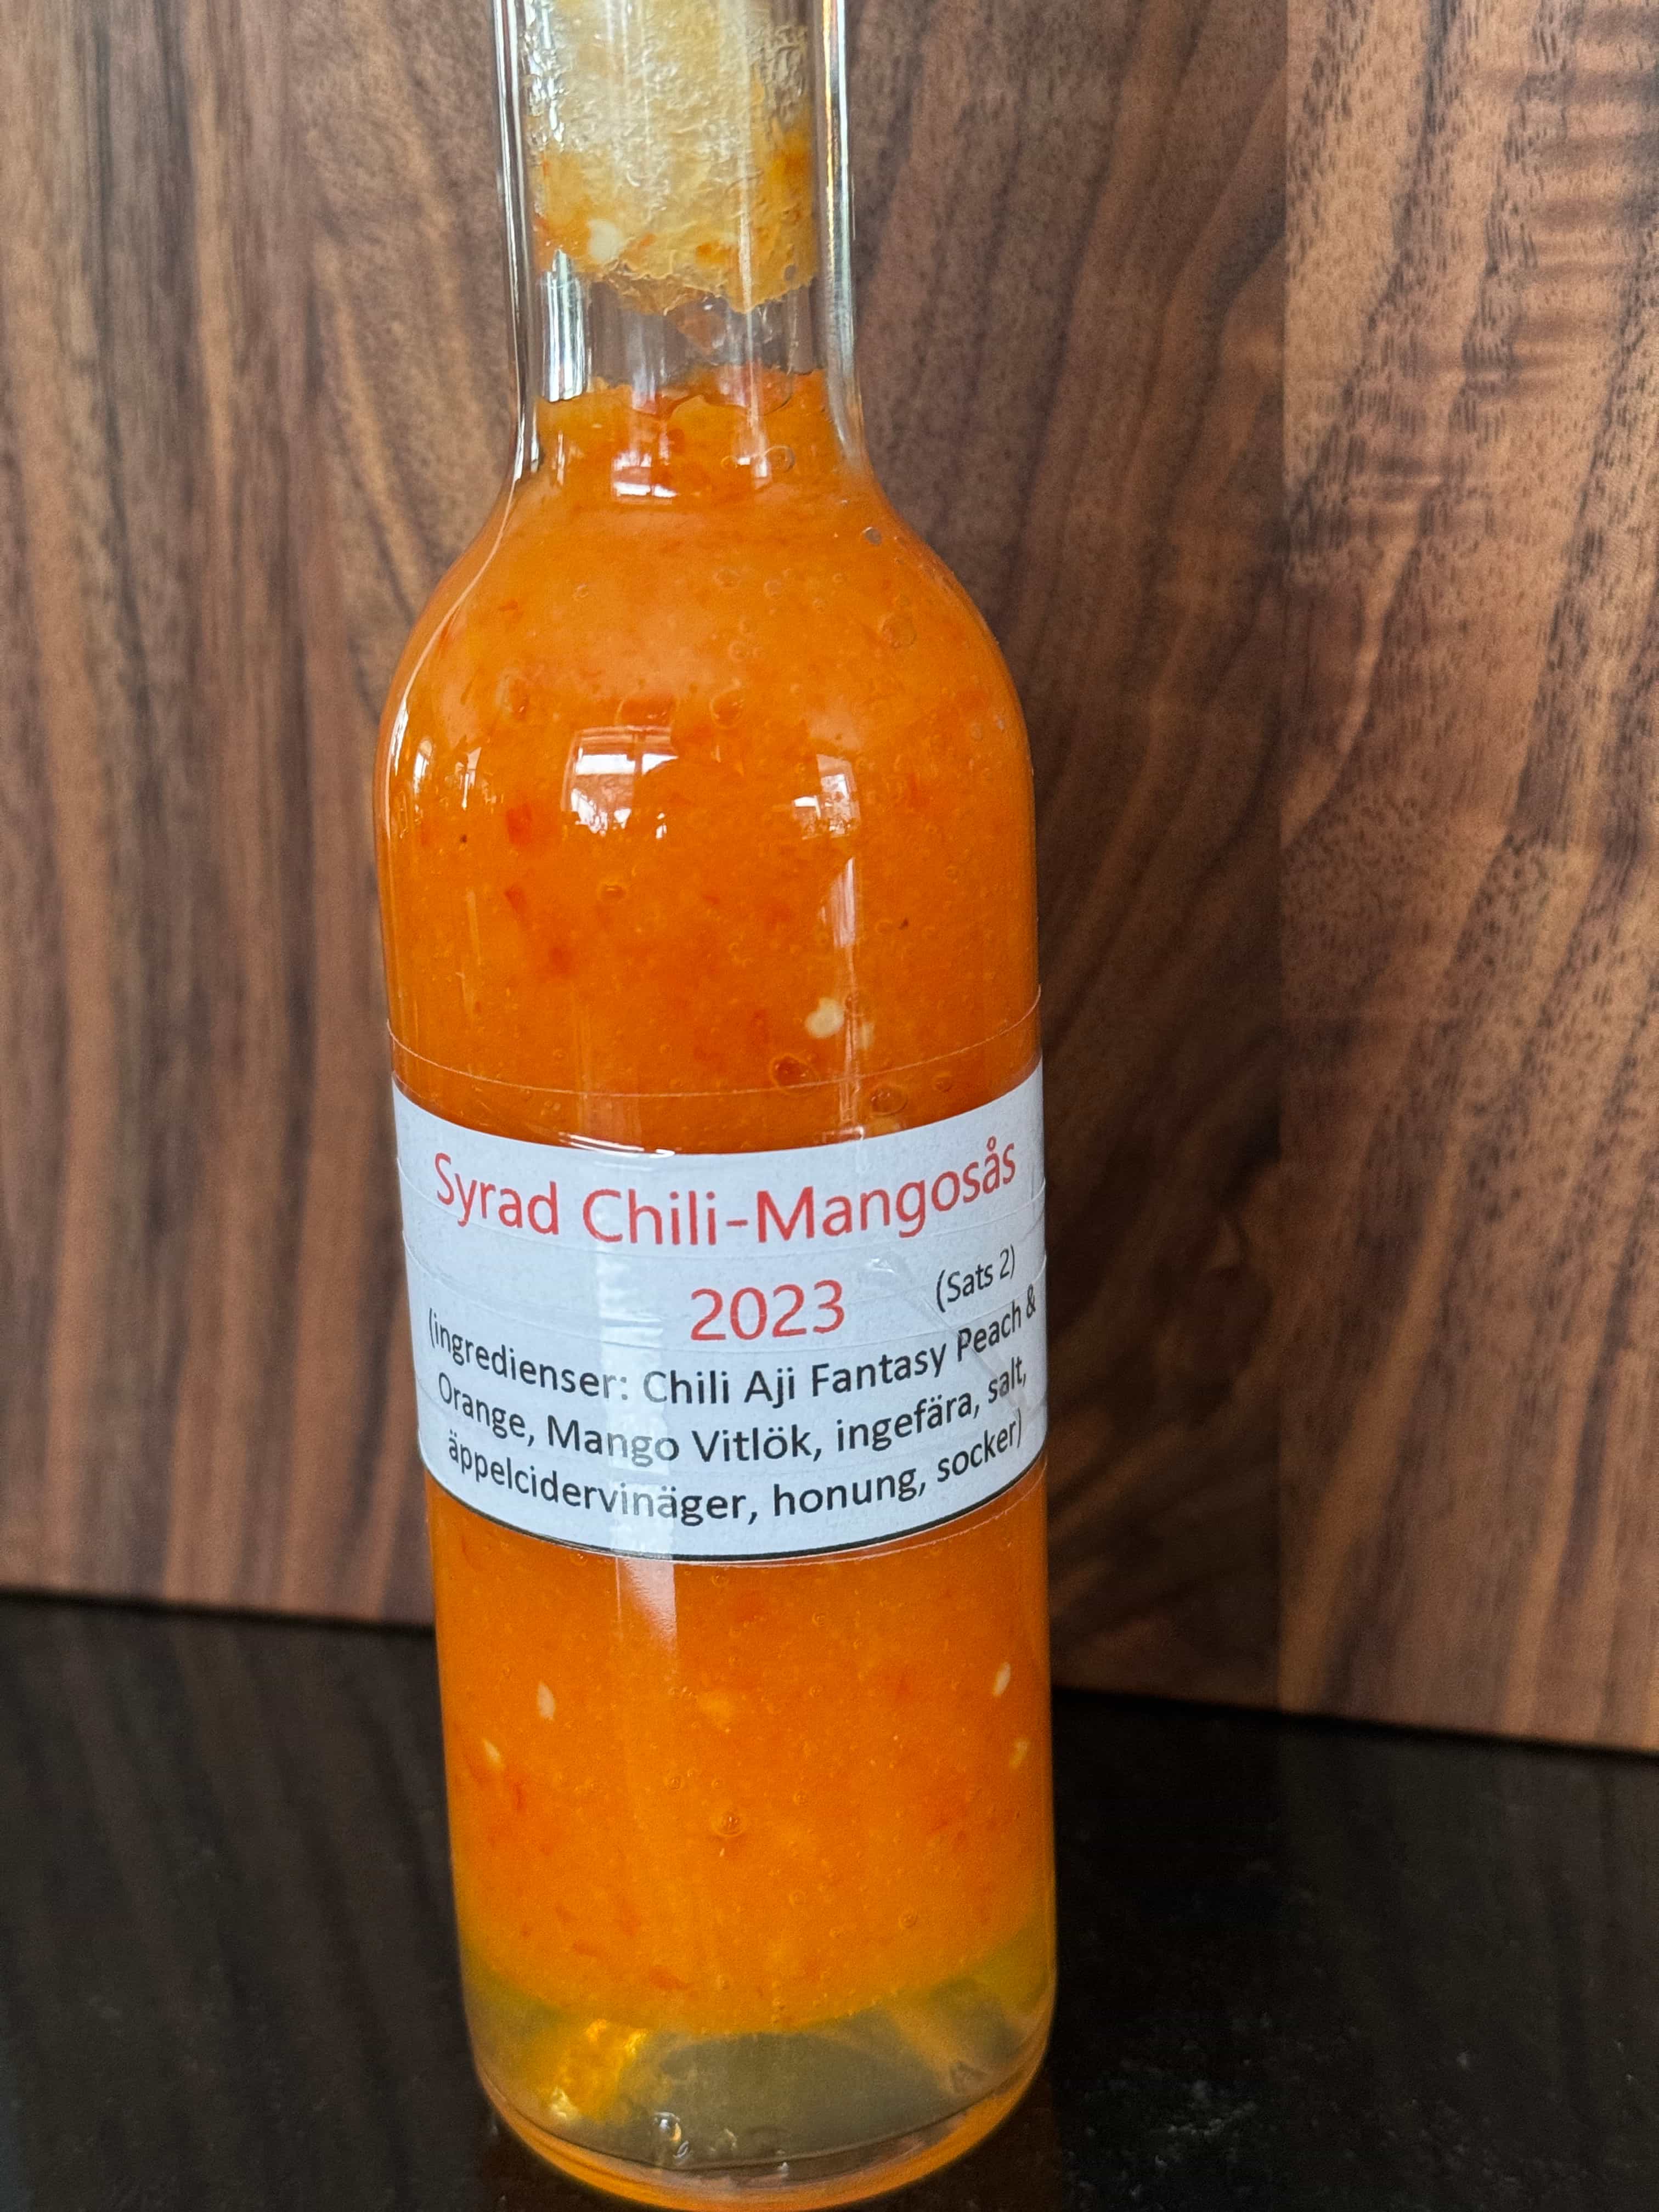 Syrad Chili-Mangosås
2023 (Sats 2)
(ingredienser: Chili Aji Fantasy Peach &
Orange, Mango Vitlök, ingefära, salt,
äppelcidervinäger, honung, socker)